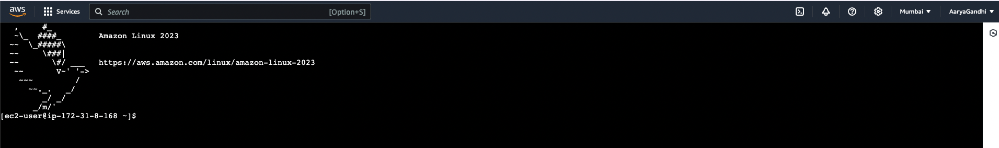 aws Services Search [Option+S] Mumbai ▼ AaryaGandhi ▼
   ,     #_
   ~\_  ####_        Amazon Linux 2023
  ~~  \_#####\
  ~~     \###|
  ~~       \#/ ___   https://aws.amazon.com/linux/amazon-linux-2023
   ~~       V~' '->
    ~~~         /
      ~~._.   _/
         _/ _/
       _/m/'
[ec2-user@ip-172-31-8-168 ~]$